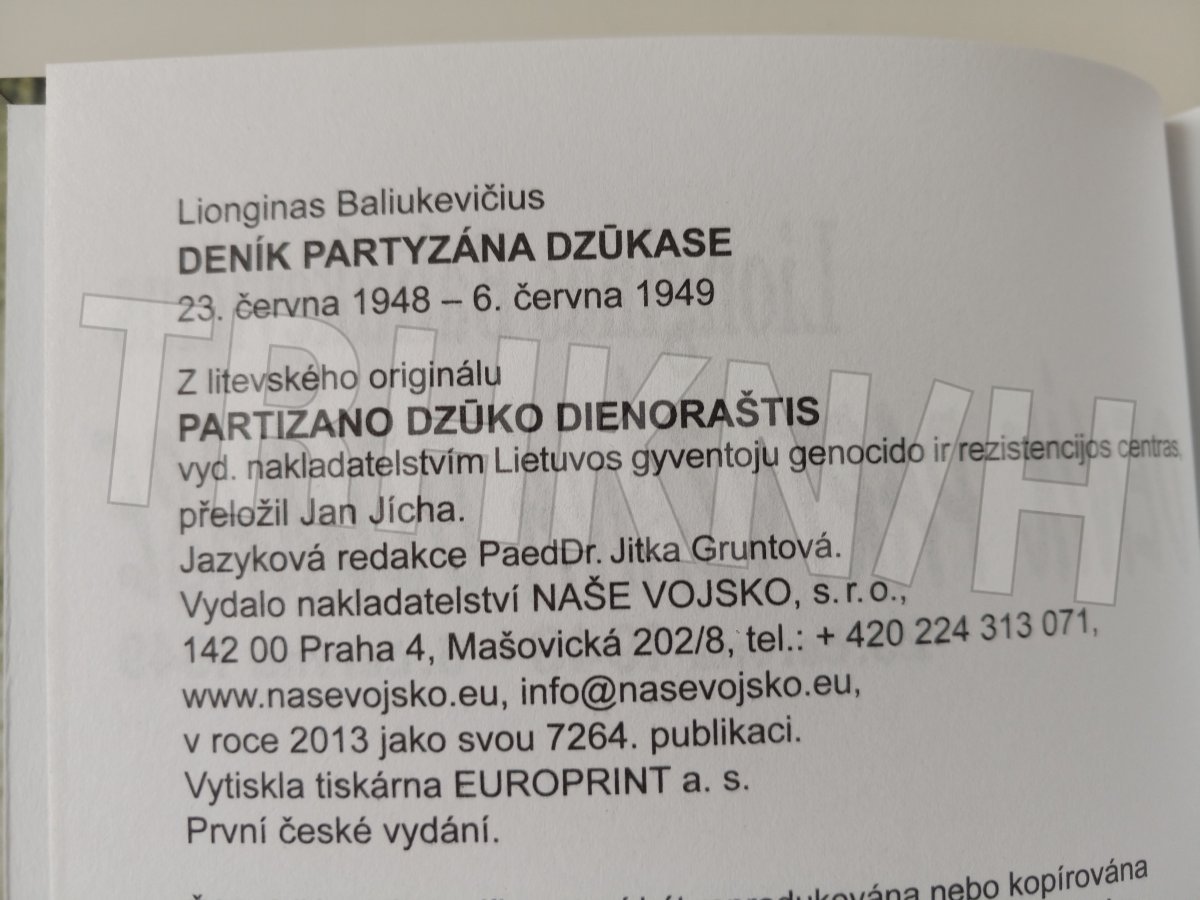 Lionginas Baliukevičius
DENÍK PARTYZÁNA DZŪKASE
23. června 1948 – 6. června 1949
Z litevského originálu
PARTIZANO DZŪKO DIENORAŠTIS
vyd. nakladatelstvím Lietuvos gyventoju genocido ir rezistencijos centras,
přeložil Jan Jícha.
Jazyková redakce PaedDr. Jitka Gruntová.
Vydalo nakladatelství NAŠE VOJSKO, s. r. o.,
142 00 Praha 4, Mašovická 202/8, tel.: + 420 224 313 071,
www.nasevojsko.eu, info@nasevojsko.eu,
v roce 2013 jako svou 7264. publikaci.
Vytiskla tiskárna EUROPRINT a. s.
První české vydání.
nebo kopírována